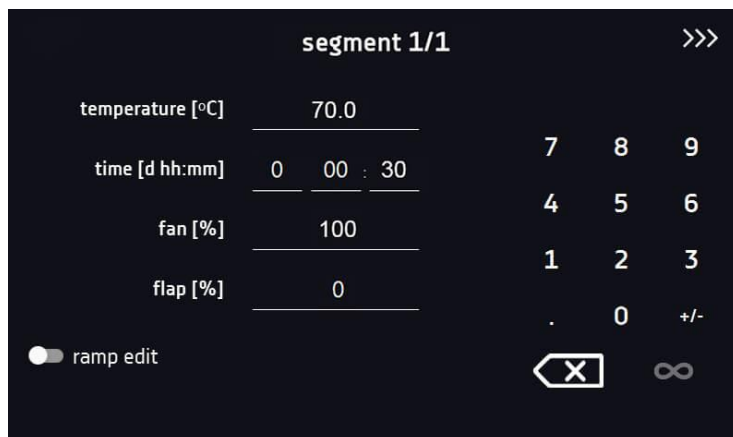 segment 1/1 >>>
temperature [°C] 70.0
time [d hh:mm] 0 00 : 30
fan [%] 100
flap [%] 0
ramp edit
7 8 9
4 5 6
1 2 3
. 0 +/-
∞